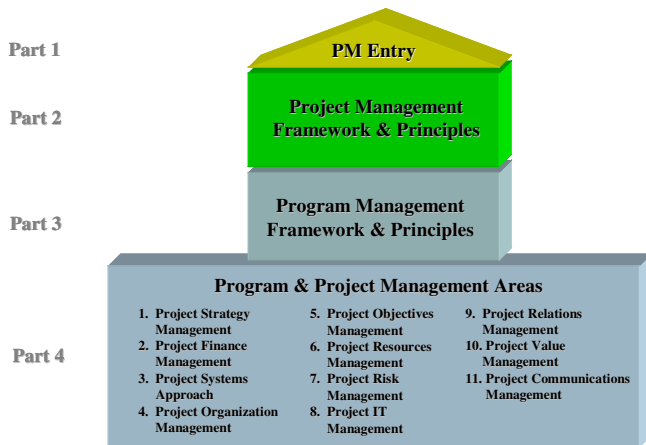 Part 1
PM Entry
Part 2
Project Management
Framework & Principles
Part 3
Program Management
Framework & Principles
Part 4
Program & Project Management Areas
1. Project Strategy
Management
2. Project Finance
Management
3. Project Systems
Approach
4. Project Organization
Management
5. Project Objectives
Management
6. Project Resources
Management
7. Project Risk
Management
8. Project IT
Management
9. Project Relations
Management
10. Project Value
Management
11. Project Communications
Management